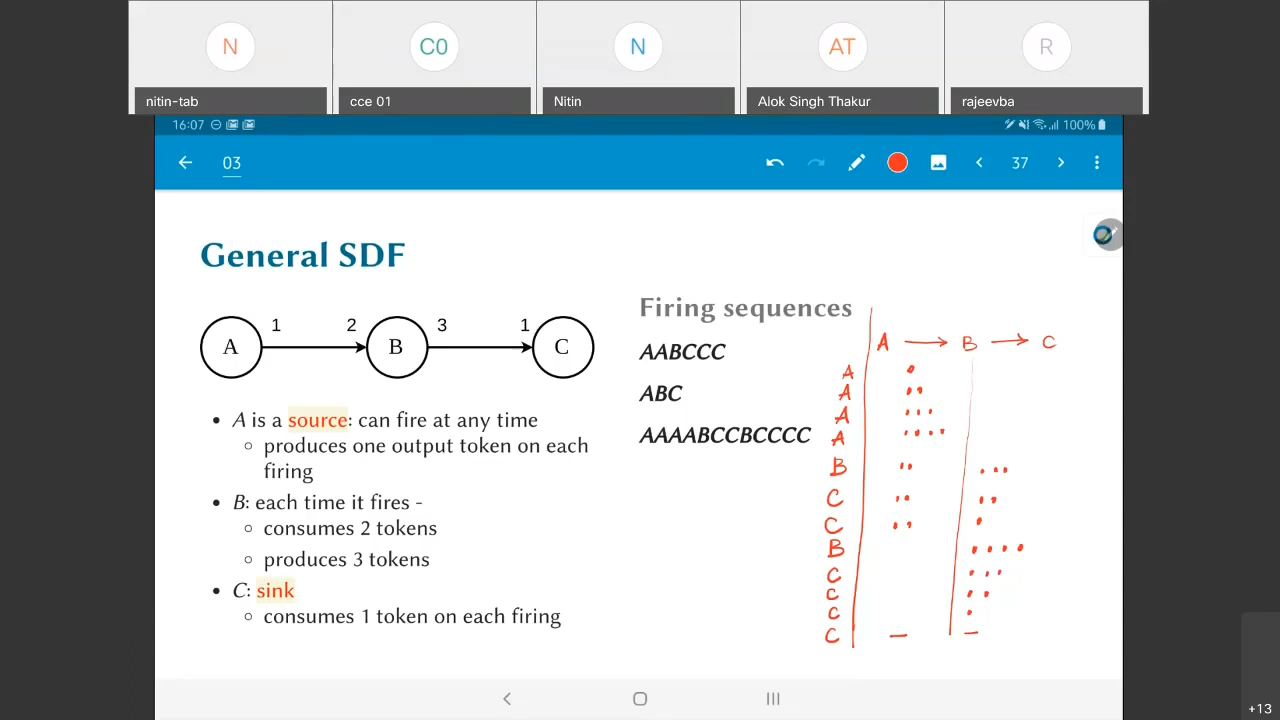 N C0 N AT R
nitin-tab cce 01 Nitin Alok Singh Thakur rajeevba
16:07 100%
03 37
General SDF
A 1 2 B 3 1 C
• A is a source: can fire at any time
◦ produces one output token on each
firing
• B: each time it fires -
◦ consumes 2 tokens
◦ produces 3 tokens
• C: sink
◦ consumes 1 token on each firing
Firing sequences
AABCCC
ABC
AAAABCCBCCCC
A → B → C
A
A
A
A
B
C
C
B
C
C
C
C – –
+13